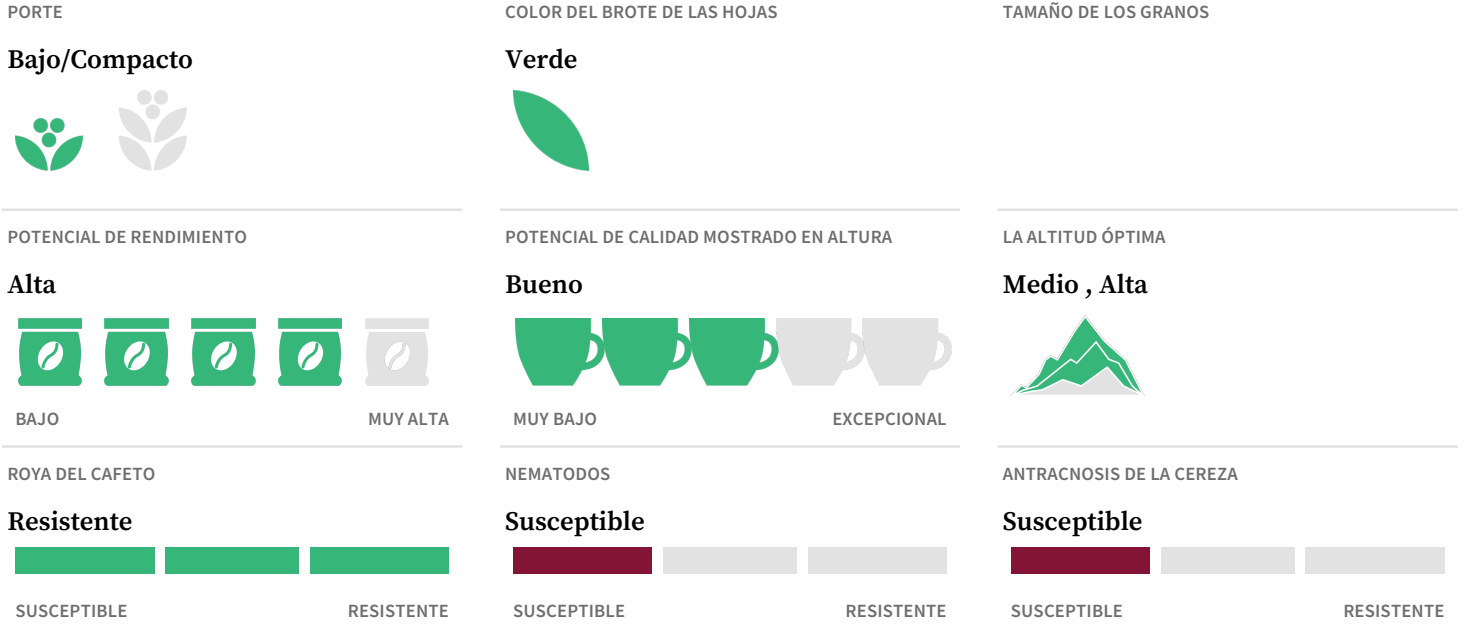 PORTE
Bajo/Compacto
COLOR DEL BROTE DE LAS HOJAS
Verde
TAMAÑO DE LOS GRANOS
POTENCIAL DE RENDIMIENTO
Alta
BAJO
MUY ALTA
POTENCIAL DE CALIDAD MOSTRADO EN ALTURA
Bueno
MUY BAJO
EXCEPCIONAL
LA ALTITUD ÓPTIMA
Medio , Alta
ROYA DEL CAFETO
Resistente
SUSCEPTIBLE
RESISTENTE
NEMATODOS
Susceptible
SUSCEPTIBLE
RESISTENTE
ANTRACNOSIS DE LA CEREZA
Susceptible
SUSCEPTIBLE
RESISTENTE